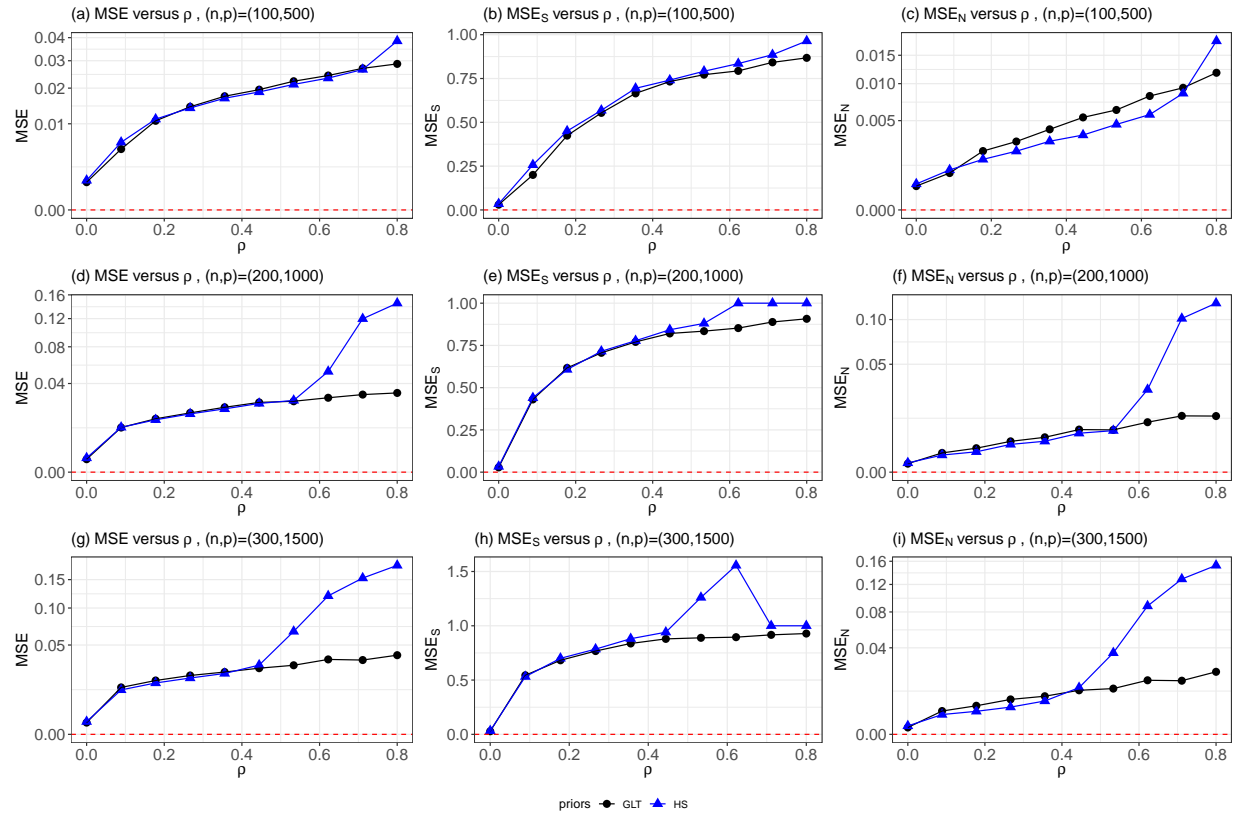 (a) MSE versus ρ , (n,p)=(100,500)
MSE
0.04
0.03
0.02
0.01
0.00
0.0 0.2 0.4 0.6 0.8
ρ
(b) MSE_S versus ρ , (n,p)=(100,500)
MSE_S
1.00
0.75
0.50
0.25
0.00
0.0 0.2 0.4 0.6 0.8
ρ
(c) MSE_N versus ρ , (n,p)=(100,500)
MSE_N
0.015
0.010
0.005
0.000
0.0 0.2 0.4 0.6 0.8
ρ
(d) MSE versus ρ , (n,p)=(200,1000)
MSE
0.16
0.12
0.08
0.04
0.00
0.0 0.2 0.4 0.6 0.8
ρ
(e) MSE_S versus ρ , (n,p)=(200,1000)
MSE_S
1.00
0.75
0.50
0.25
0.00
0.0 0.2 0.4 0.6 0.8
ρ
(f) MSE_N versus ρ , (n,p)=(200,1000)
MSE_N
0.10
0.05
0.00
0.0 0.2 0.4 0.6 0.8
ρ
(g) MSE versus ρ , (n,p)=(300,1500)
MSE
0.15
0.10
0.05
0.00
0.0 0.2 0.4 0.6 0.8
ρ
(h) MSE_S versus ρ , (n,p)=(300,1500)
MSE_S
1.5
1.0
0.5
0.0
0.0 0.2 0.4 0.6 0.8
ρ
(i) MSE_N versus ρ , (n,p)=(300,1500)
MSE_N
0.16
0.12
0.08
0.04
0.00
0.0 0.2 0.4 0.6 0.8
ρ
priors GLT HS